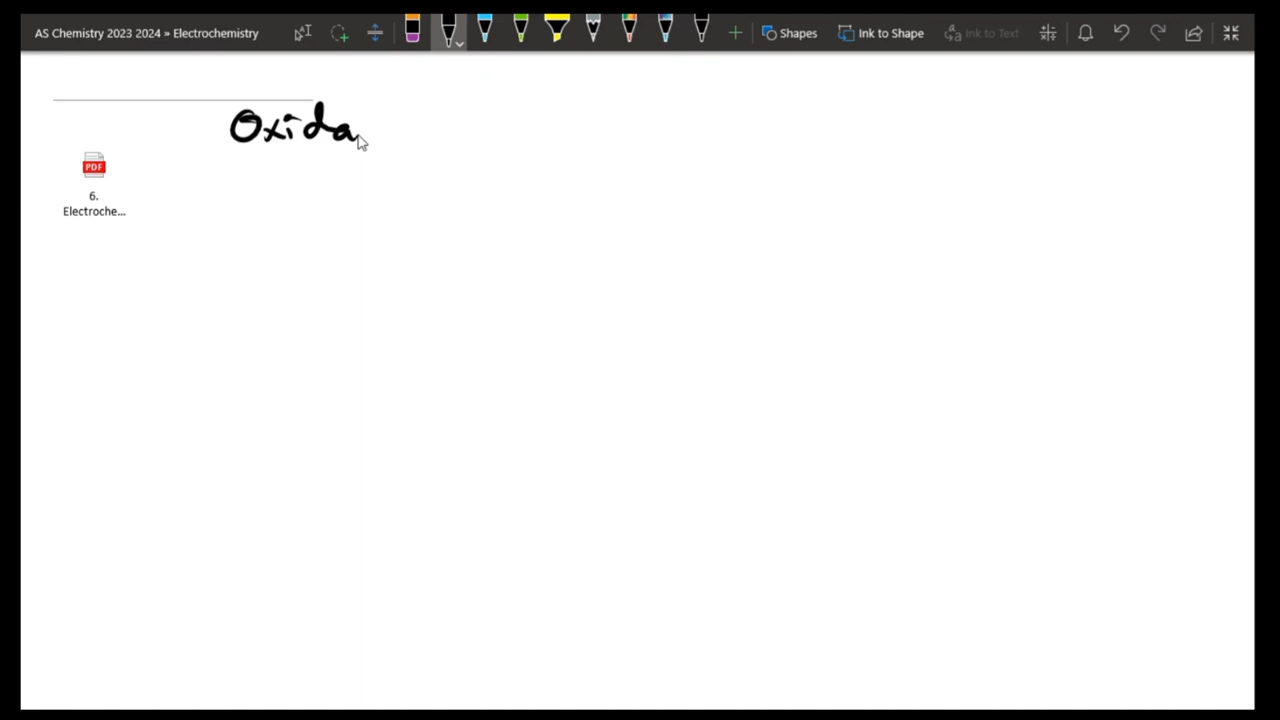 AS Chemistry 2023 2024 » Electrochemistry
Shapes
Ink to Shape
Ink to Text
Oxida
PDF
6.
Electroche...